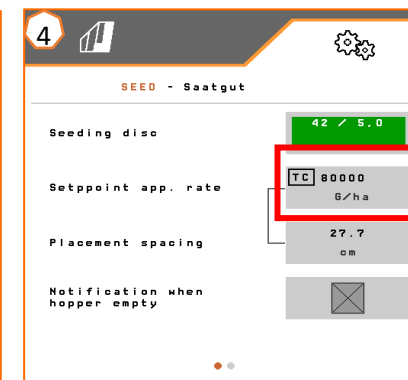 4
SEED - Saatgut
Seeding disc
42 / 5,0
Setppoint app. rate
TC 80000
G/ha
Placement spacing
27.7
cm
Notification when
hopper empty